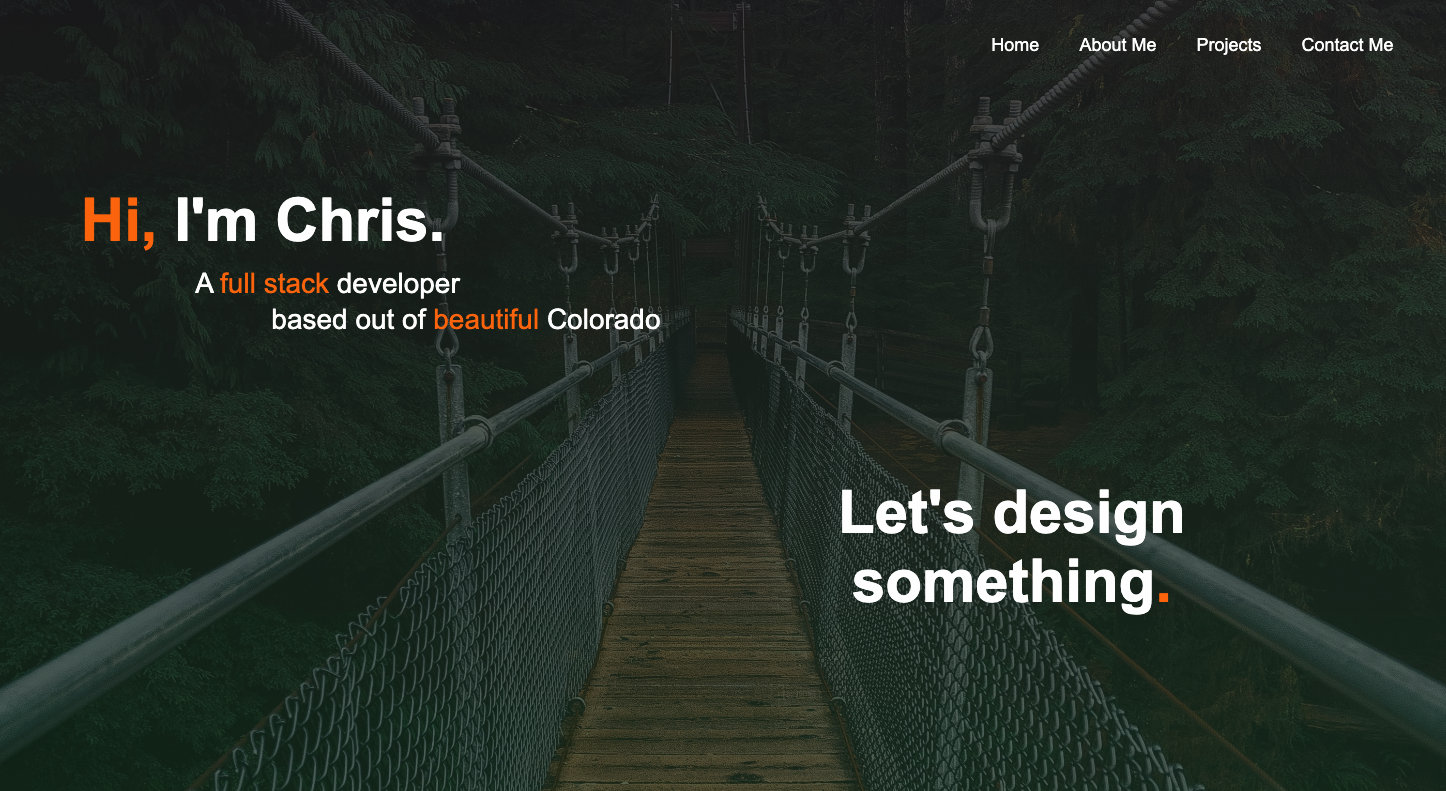 Home About Me Projects Contact Me
Hi, I'm Chris.
A full stack developer
based out of beautiful Colorado
Let's design
something.